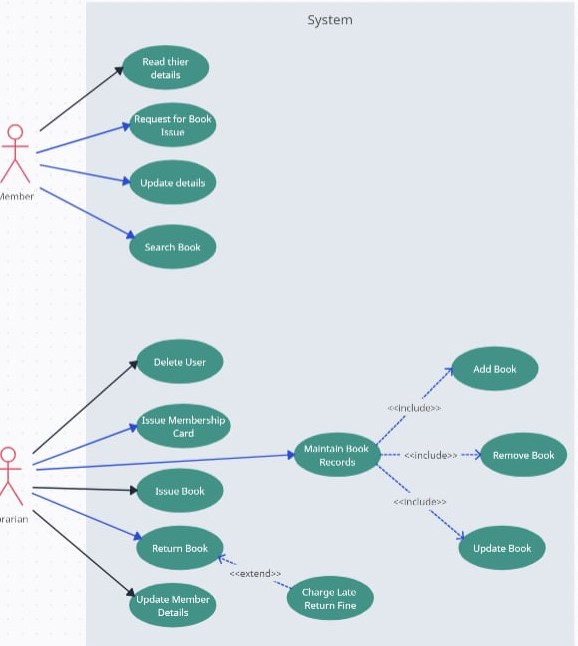 System
Read thier
details
Request for Book
Issue
Update details
Search Book
Member
Delete User
Issue Membership
Card
Maintain Book
Records
Issue Book
Return Book
Update Member
Details
Charge Late
Return Fine
Add Book
Remove Book
Update Book
<<include>>
<<include>>
<<include>>
<<extend>>
rarian